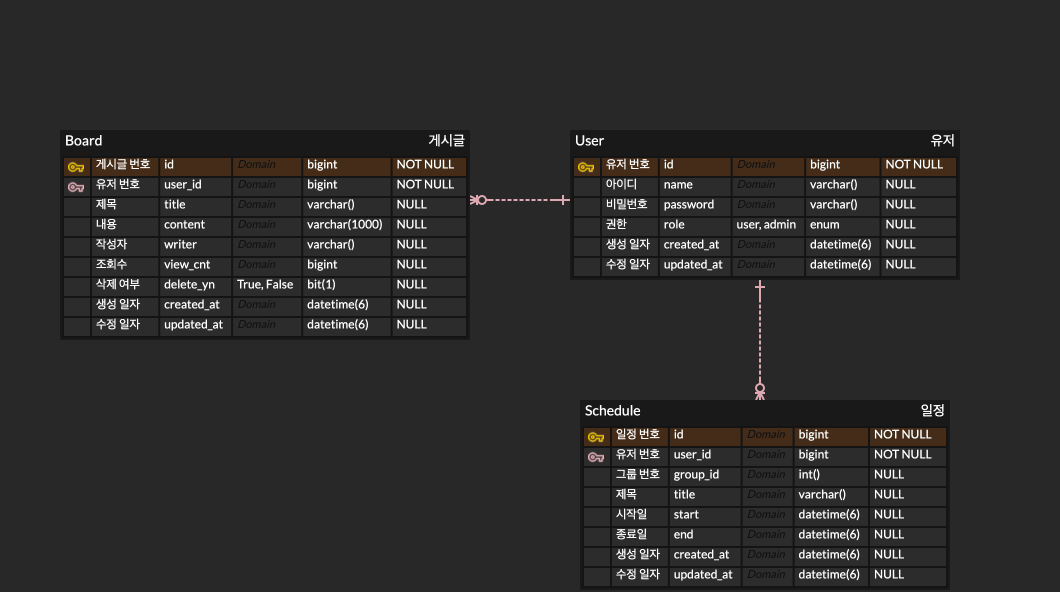 Board 게시글
게시글 번호 id Domain bigint NOT NULL
유저 번호 user_id Domain bigint NOT NULL
제목 title Domain varchar() NULL
내용 content Domain varchar(1000) NULL
작성자 writer Domain varchar() NULL
조회수 view_cnt Domain bigint NULL
삭제 여부 delete_yn True, False bit(1) NULL
생성 일자 created_at Domain datetime(6) NULL
수정 일자 updated_at Domain datetime(6) NULL
User 유저
유저 번호 id Domain bigint NOT NULL
아이디 name Domain varchar() NULL
비밀번호 password Domain varchar() NULL
권한 role user, admin enum NULL
생성 일자 created_at Domain datetime(6) NULL
수정 일자 updated_at Domain datetime(6) NULL
Schedule 일정
일정 번호 id Domain bigint NOT NULL
유저 번호 user_id Domain bigint NOT NULL
그룹 번호 group_id Domain int() NULL
제목 title Domain varchar() NULL
시작일 start Domain datetime(6) NULL
종료일 end Domain datetime(6) NULL
생성 일자 created_at Domain datetime(6) NULL
수정 일자 updated_at Domain datetime(6) NULL